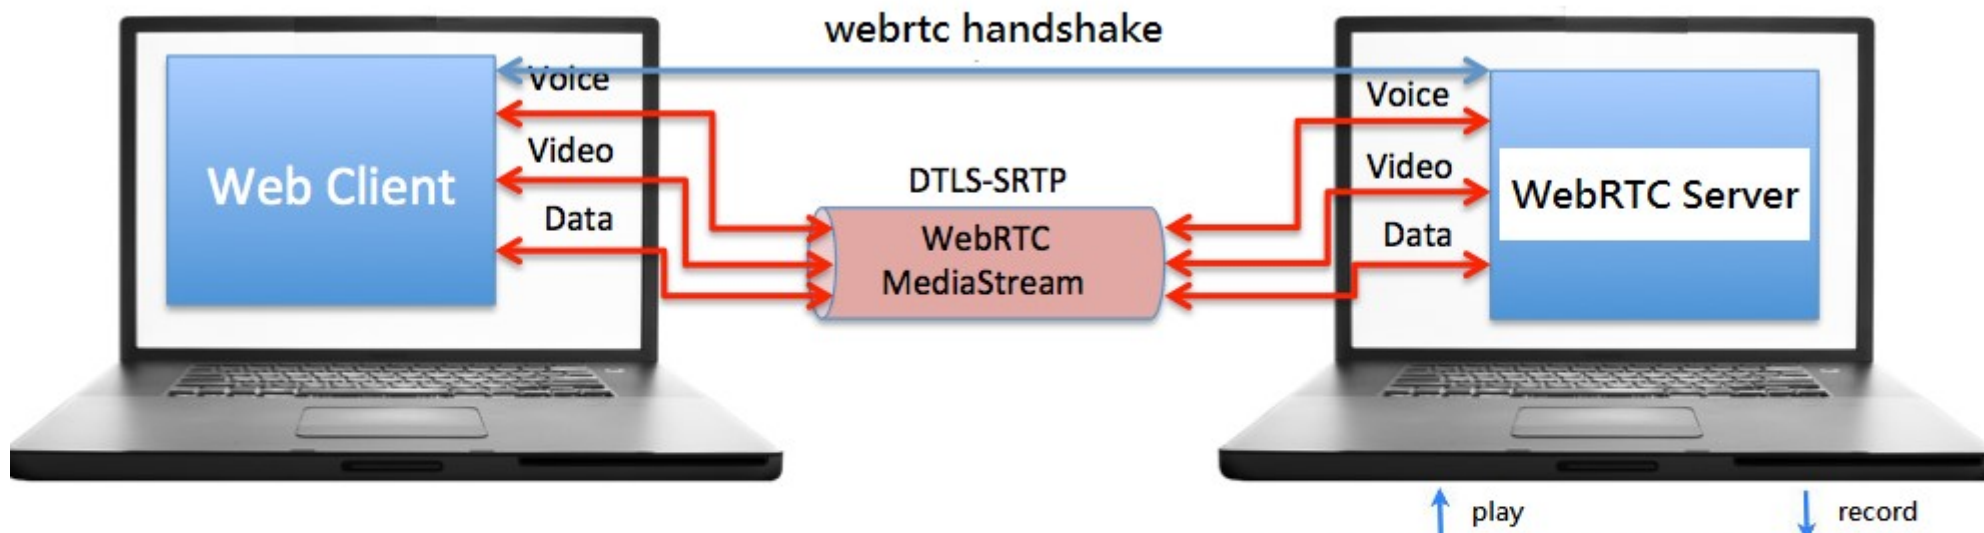 webrtc handshake
Voice
Video
Data
Web Client
DTLS-SRTP
WebRTC
MediaStream
Voice
Video
Data
WebRTC Server
play
record